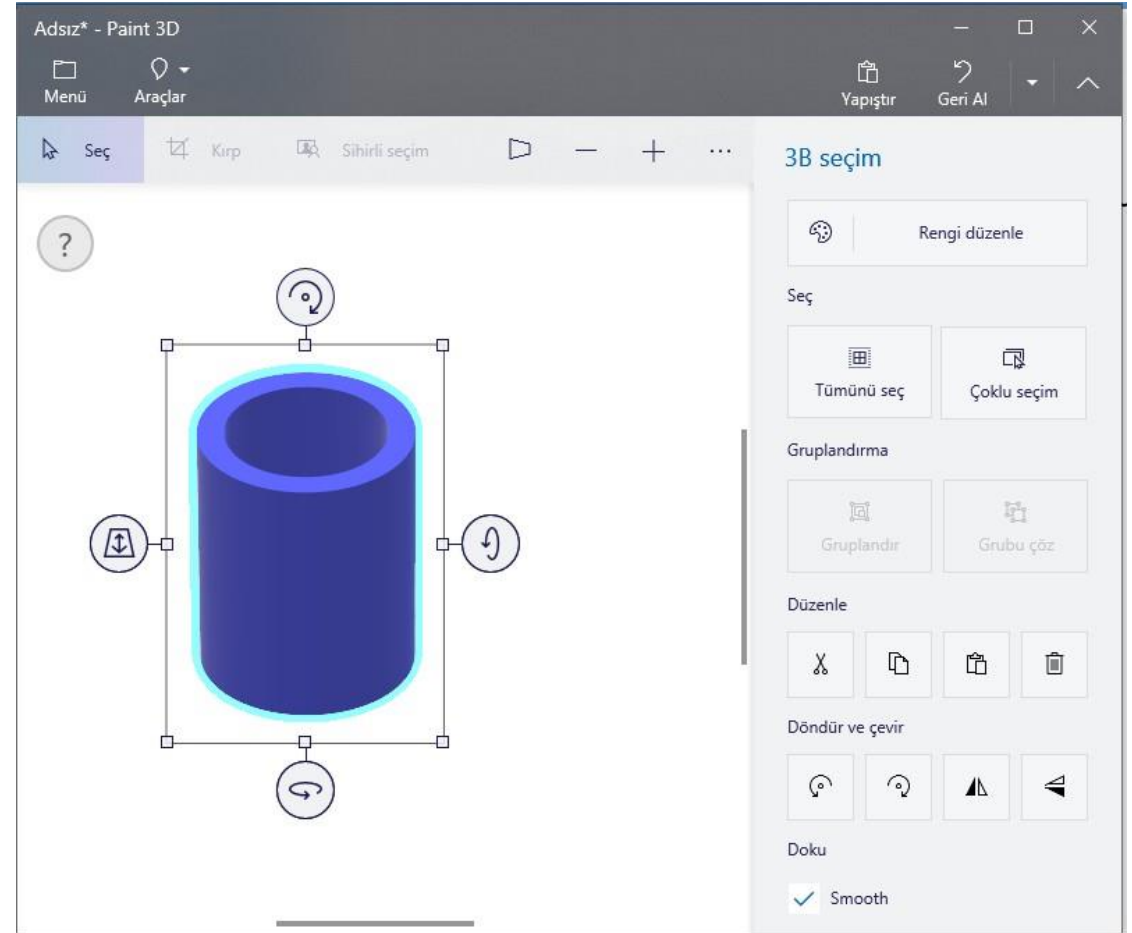 Adsız* - Paint 3D
Menü
Araçlar
Yapıştır
Geri Al
Seç
Kırp
Sihirli seçim
3B seçim
?
Rengi düzenle
Seç
Tümünü seç
Çoklu seçim
Gruplandırma
Gruplandır
Grubu çöz
Düzenle
Döndür ve çevir
Doku
Smooth